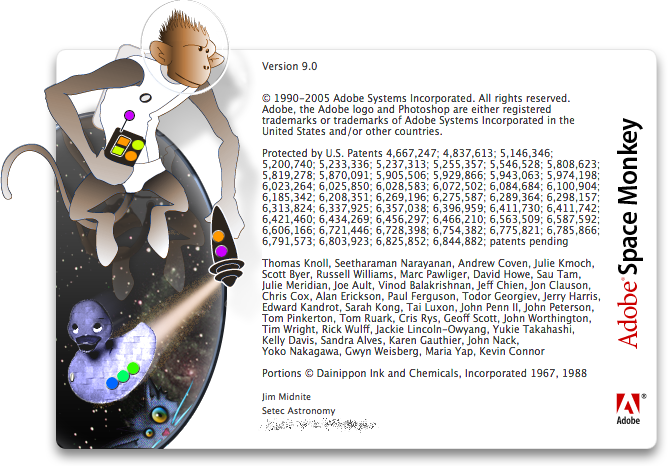 Version 9.0
© 1990-2005 Adobe Systems Incorporated. All rights reserved.
Adobe, the Adobe logo and Photoshop are either registered
trademarks or trademarks of Adobe Systems Incorporated in the
United States and/or other countries.
Protected by U.S. Patents 4,667,247; 4,837,613; 5,146,346;
5,200,740; 5,233,336; 5,237,313; 5,255,357; 5,546,528; 5,808,623;
5,819,278; 5,870,091; 5,905,506; 5,929,866; 5,943,063; 5,974,198;
6,023,264; 6,025,850; 6,028,583; 6,072,502; 6,084,684; 6,100,904;
6,185,342; 6,208,351; 6,269,196; 6,275,587; 6,289,364; 6,298,157;
6,313,824; 6,337,925; 6,357,038; 6,396,959; 6,411,730; 6,411,742;
6,421,460; 6,434,269; 6,456,297; 6,466,210; 6,563,509; 6,587,592;
6,606,166; 6,721,446; 6,728,398; 6,754,382; 6,775,821; 6,785,866;
6,791,573; 6,803,923; 6,825,852; 6,844,882; patents pending
Thomas Knoll, Seetharaman Narayanan, Andrew Coven, Julie Kmoch,
Scott Byer, Russell Williams, Marc Pawliger, David Howe, Sau Tam,
Julie Meridian, Joe Ault, Vinod Balakrishnan, Jeff Chien, Jon Clauson,
Chris Cox, Alan Erickson, Paul Ferguson, Todor Georgiev, Jerry Harris,
Edward Kandrot, Sarah Kong, Tai Luxon, John Penn II, John Peterson,
Tom Pinkerton, Tom Ruark, Cris Rys, Geoff Scott, John Worthington,
Tim Wright, Rick Wulff, Jackie Lincoln-Owyang, Yukie Takahashi,
Kelly Davis, Sandra Alves, Karen Gauthier, John Nack,
Yoko Nakagawa, Gwyn Weisberg, Maria Yap, Kevin Connor
Portions © Dainippon Ink and Chemicals, Incorporated 1967, 1988
Jim Midnite
Setec Astronomy
Adobe® Space Monkey
Adobe®